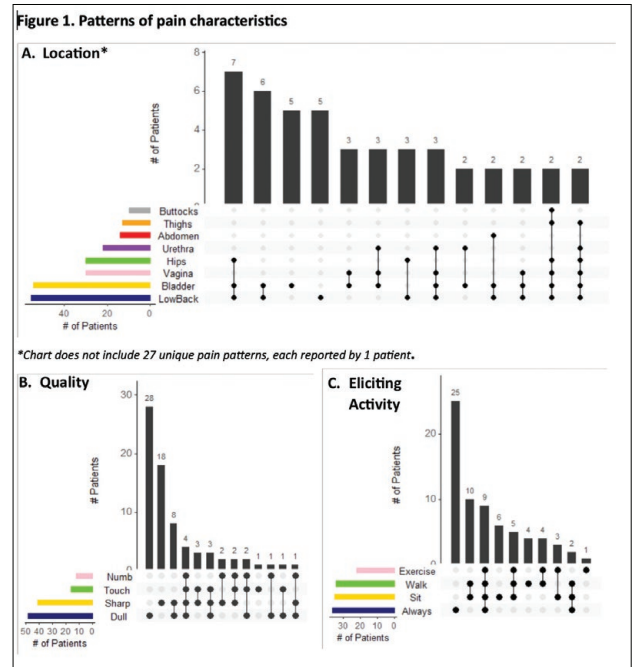 Figure 1. Patterns of pain characteristics
A. Location*
8
6
4
2
0
# of Patients
7
6
5
5
3
3
3
3
2
2
2
2
2
Buttocks
Thighs
Abdomen
Urethra
Hips
Vagina
Bladder
LowBack
40 20 0
# of Patients
*Chart does not include 27 unique pain patterns, each reported by 1 patient.
B. Quality
30
20
10
0
# Patients
28
18
8
4
3
3
2
2
2
1
1
1
1
Numb
Touch
Sharp
Dull
50 40 30 20 10 0
# of Patients
C. Eliciting
Activity
20
10
0
# of Patients
25
10
9
6
5
4
4
3
2
1
Exercise
Walk
Sit
Always
30 20 10 0
# of Patients